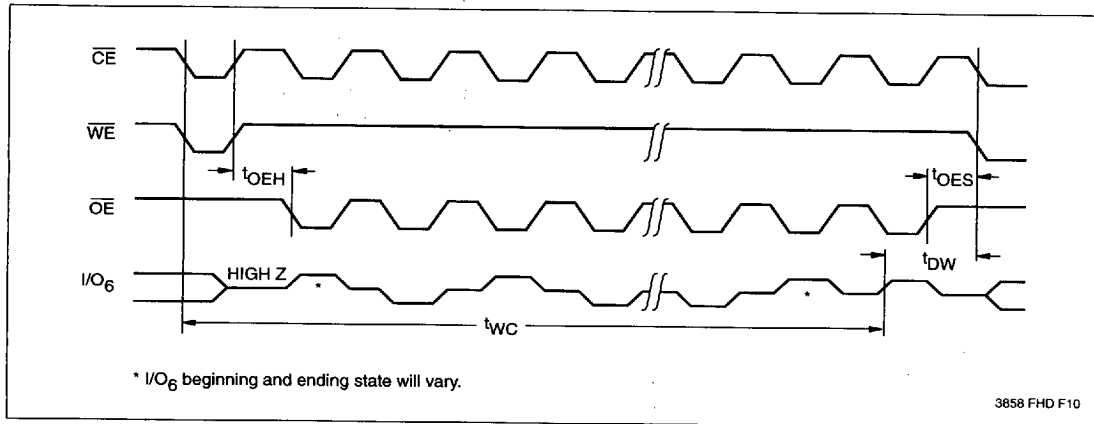 CE
WE
tOEH
tOES
OE
tDW
I/O6
HIGH Z
*
*
tWC
* I/O6 beginning and ending state will vary.
3858 FHD F10